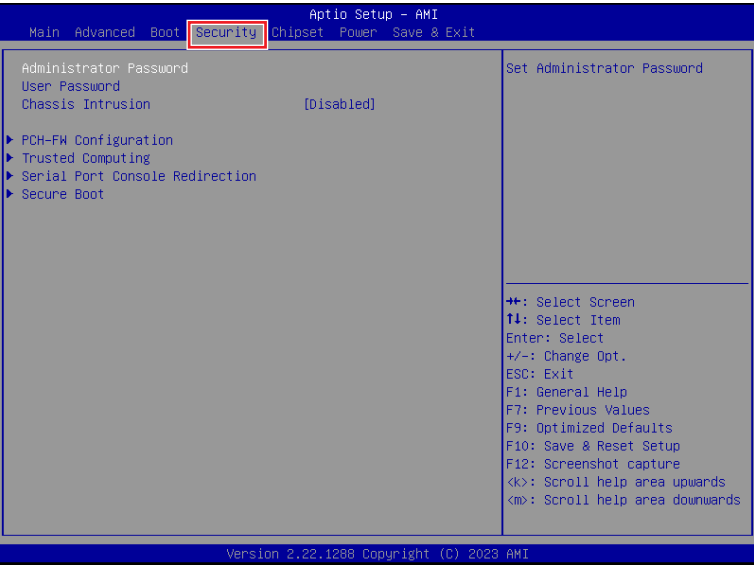 Aptio Setup – AMI
Main Advanced Boot Security Chipset Power Save & Exit
Administrator Password
User Password
Chassis Intrusion [Disabled]
PCH-FW Configuration
Trusted Computing
Serial Port Console Redirection
Secure Boot
Set Administrator Password
→←: Select Screen
↑↓: Select Item
Enter: Select
+/-: Change Opt.
ESC: Exit
F1: General Help
F7: Previous Values
F9: Optimized Defaults
F10: Save & Reset Setup
F12: Screenshot capture
<k>: Scroll help area upwards
<m>: Scroll help area downwards
Version 2.22.1288 Copyright (C) 2023 AMI